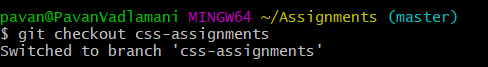 pavan@PavanVadlamani MINGW64 ~/Assignments (master)
$ git checkout css-assignments
Switched to branch 'css-assignments'